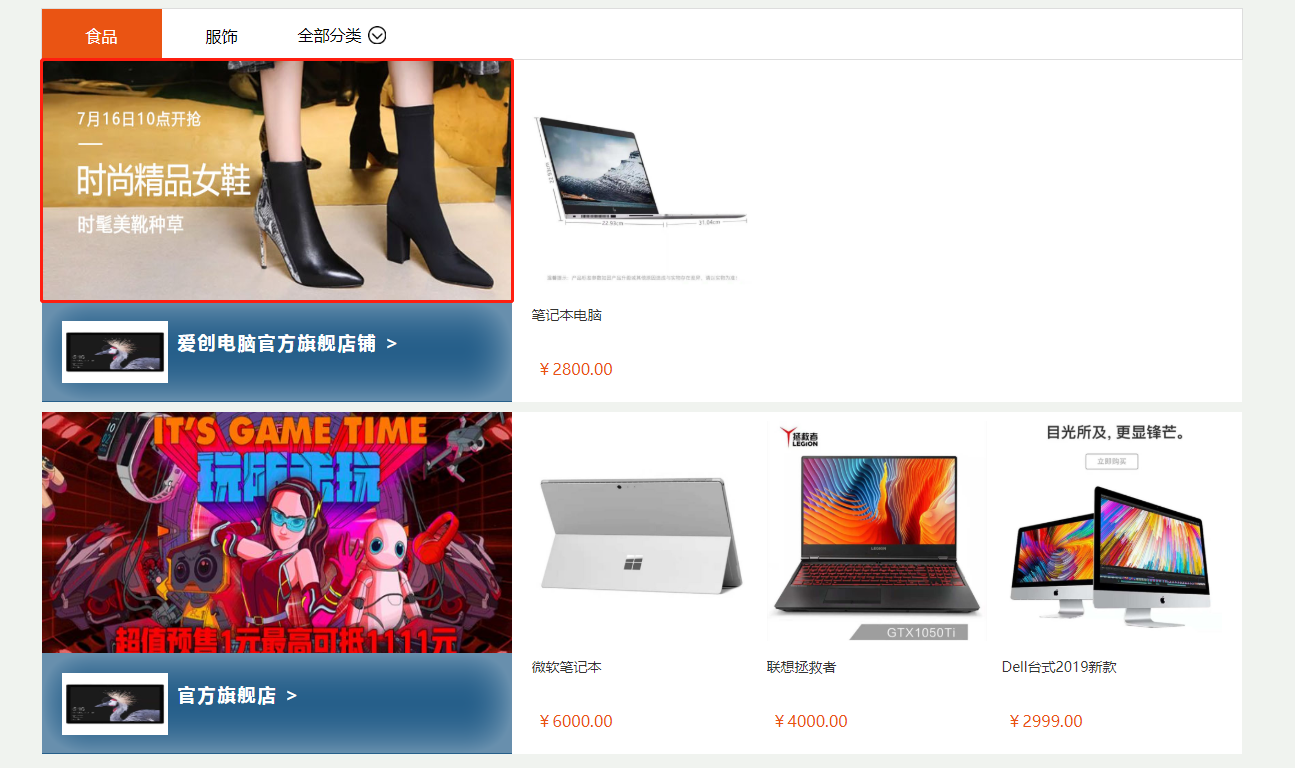 食品
服饰
全部分类
7月16日10点开抢
时尚精品女鞋
时髦美靴种草
22.55cm
31.04cm
笔记本电脑
￥2800.00
爱创电脑官方旗舰店铺 >
IT'S GAME TIME
玩所未玩
超值预售1元最高可抵1111元
官方旗舰店 >
微软笔记本
￥6000.00
拯救者
LEGION
LEGION
GTX1050Ti
联想拯救者
￥4000.00
目光所及, 更显锋芒。
立即购买
Dell台式2019新款
￥2999.00